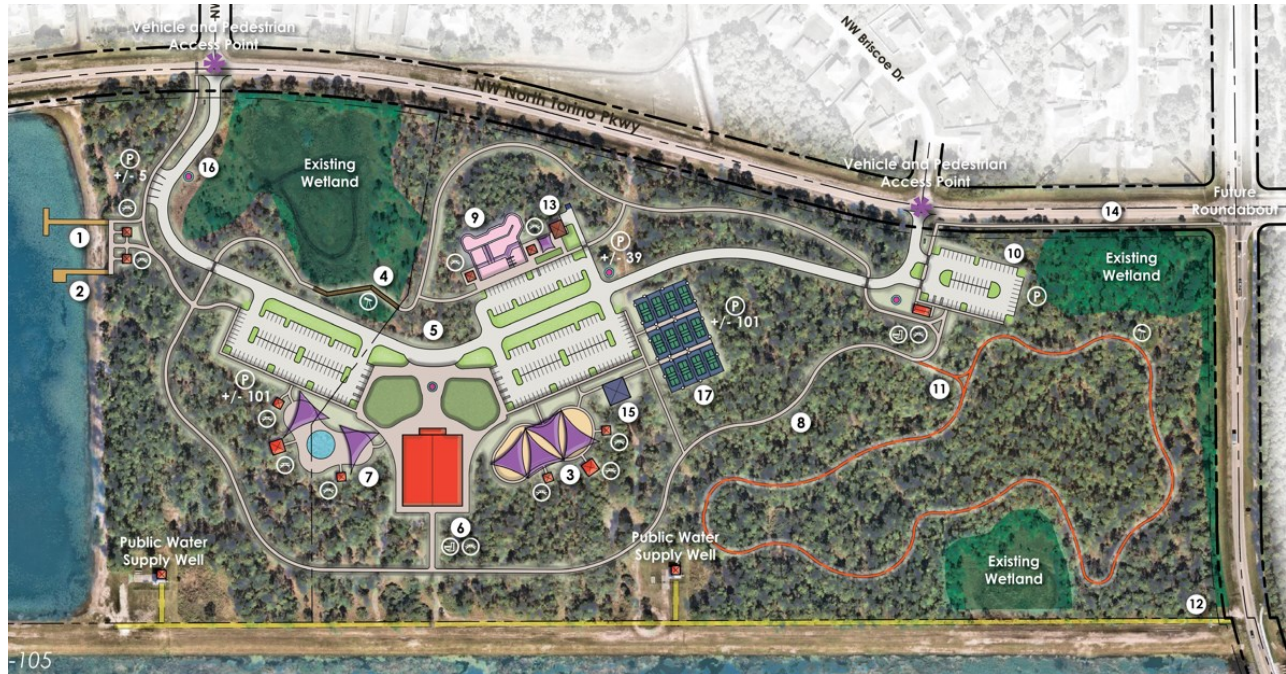 NW
Vehicle and Pedestrian
Access Point
NW Briscoe Dr
NW North Torino Pkwy
Existing
Wetland
P
+/- 5
16
Vehicle and Pedestrian
Access Point
Future
Roundabout
14
9
13
P
+/- 39
1
2
4
10
Existing
Wetland
P
5
P
+/- 101
P
+/- 101
17
11
15
8
7
3
6
Public Water
Supply Well
Public Water
Supply Well
Existing
Wetland
12
-105